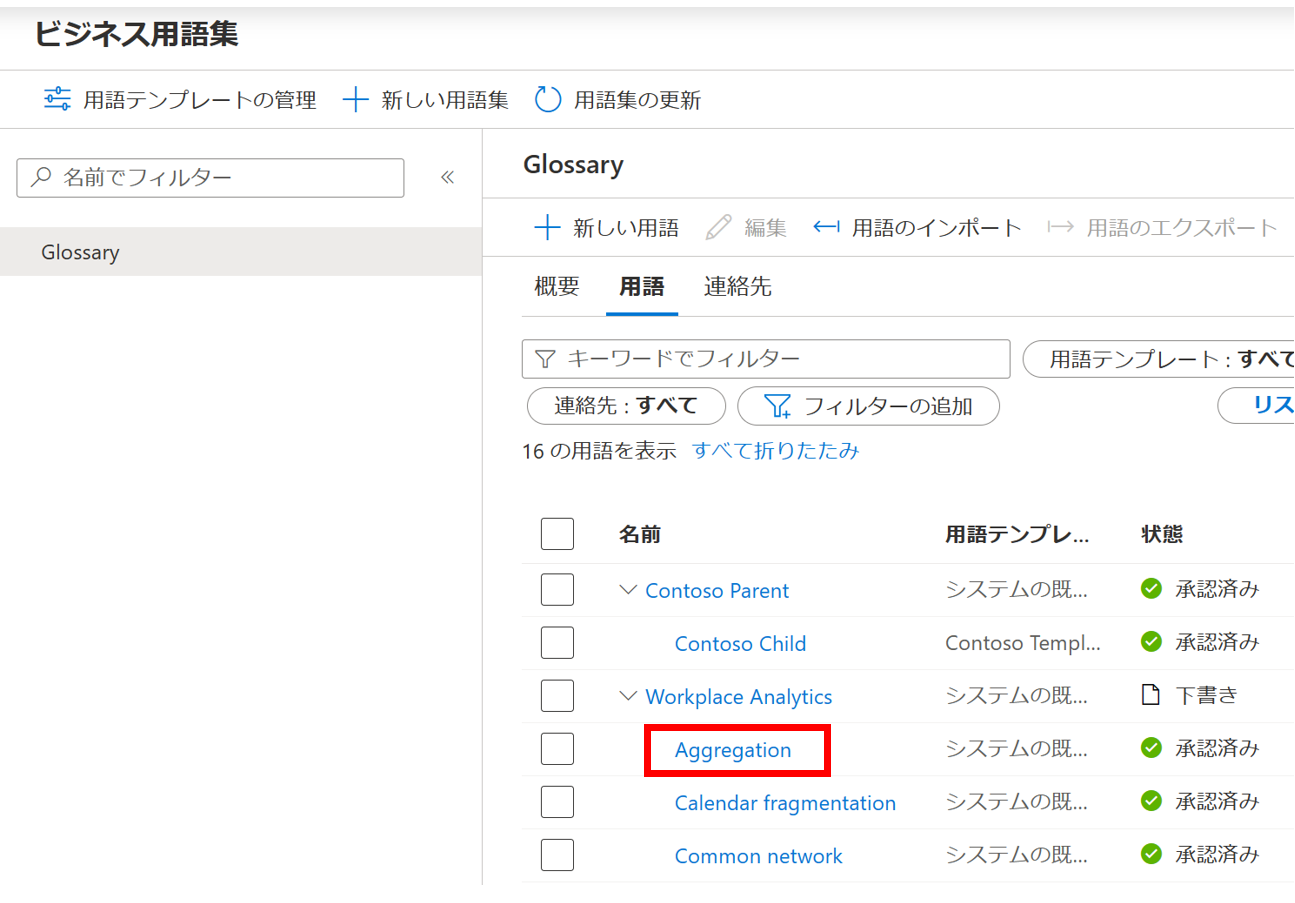 ビジネス用語集
用語テンプレートの管理 新しい用語集 用語集の更新
名前でフィルター «
Glossary
Glossary
新しい用語 編集 用語のインポート 用語のエクスポート
概要 用語 連絡先
キーワードでフィルター 用語テンプレート : すべて
連絡先 : すべて フィルターの追加 リス
16 の用語を表示 すべて折りたたみ
名前 用語テンプレ... 状態
Contoso Parent システムの既... 承認済み
Contoso Child Contoso Templ... 承認済み
Workplace Analytics システムの既... 下書き
Aggregation システムの既... 承認済み
Calendar fragmentation システムの既... 承認済み
Common network システムの既... 承認済み